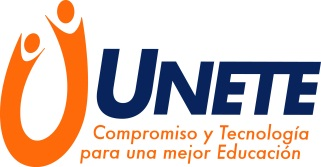 UNETE
Compromiso y Tecnología
para una mejor Educación